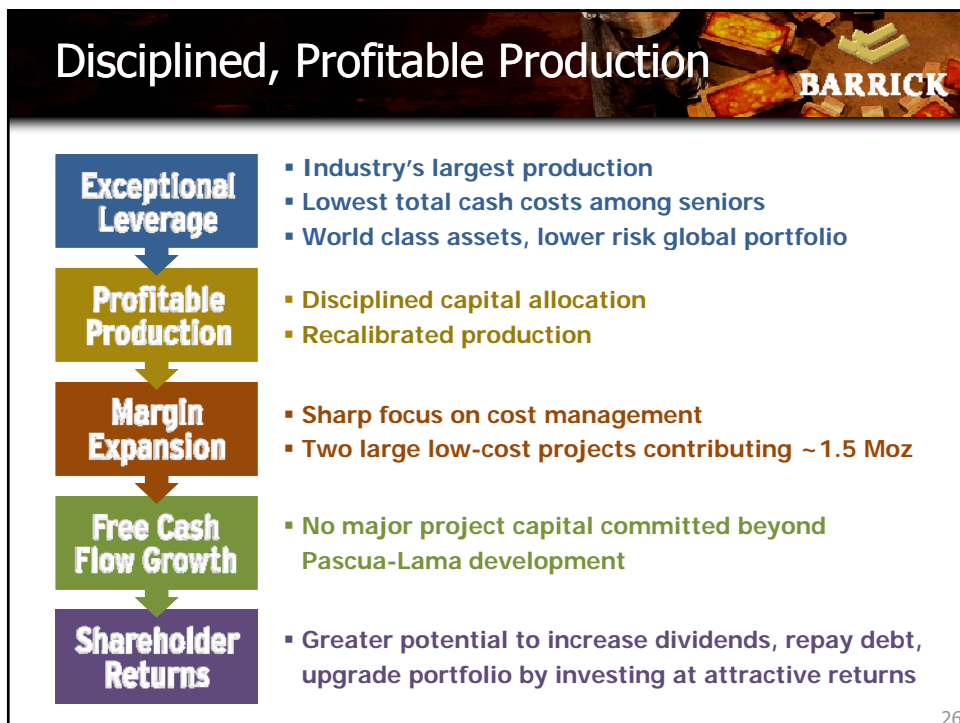 Disciplined, Profitable Production
BARRICK
Exceptional
Leverage
▪ Industry's largest production
▪ Lowest total cash costs among seniors
▪ World class assets, lower risk global portfolio
Profitable
Production
▪ Disciplined capital allocation
▪ Recalibrated production
Margin
Expansion
▪ Sharp focus on cost management
▪ Two large low-cost projects contributing ~1.5 Moz
Free Cash
Flow Growth
▪ No major project capital committed beyond
Pascua-Lama development
Shareholder
Returns
▪ Greater potential to increase dividends, repay debt,
upgrade portfolio by investing at attractive returns
26